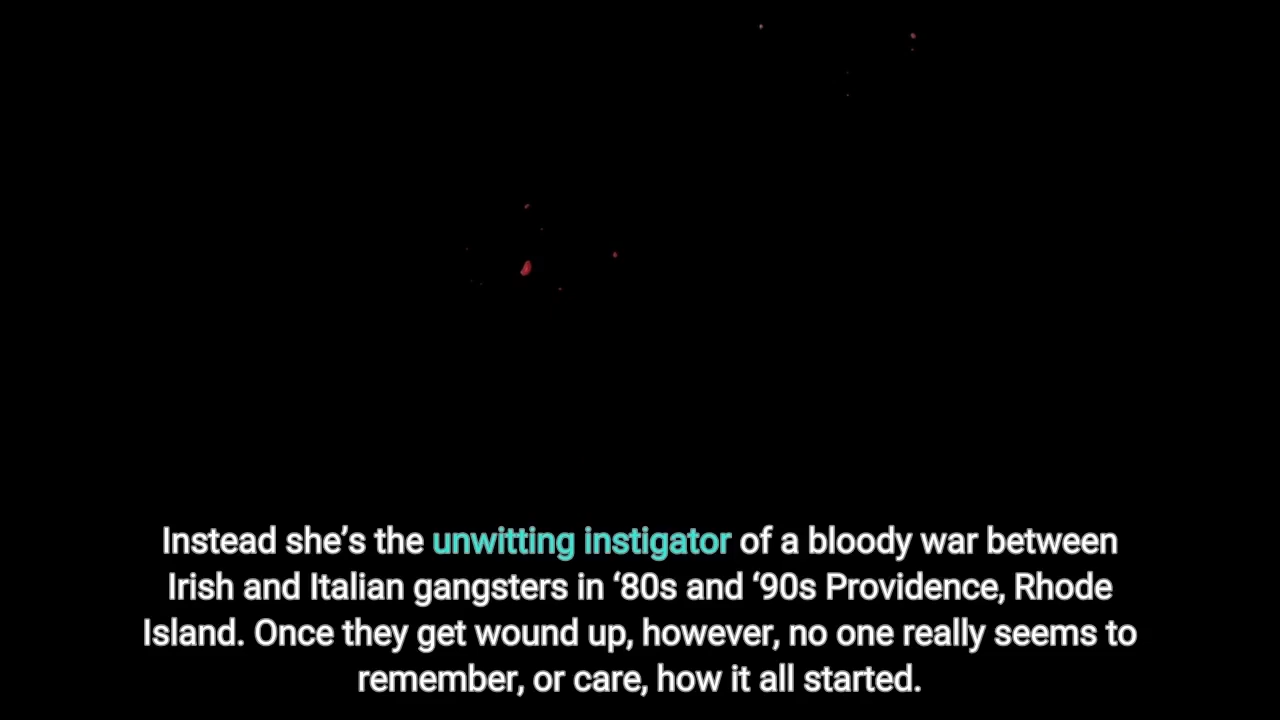 Instead she’s the unwitting instigator of a bloody war between
Irish and Italian gangsters in ‘80s and ‘90s Providence, Rhode
Island. Once they get wound up, however, no one really seems to
remember, or care, how it all started.